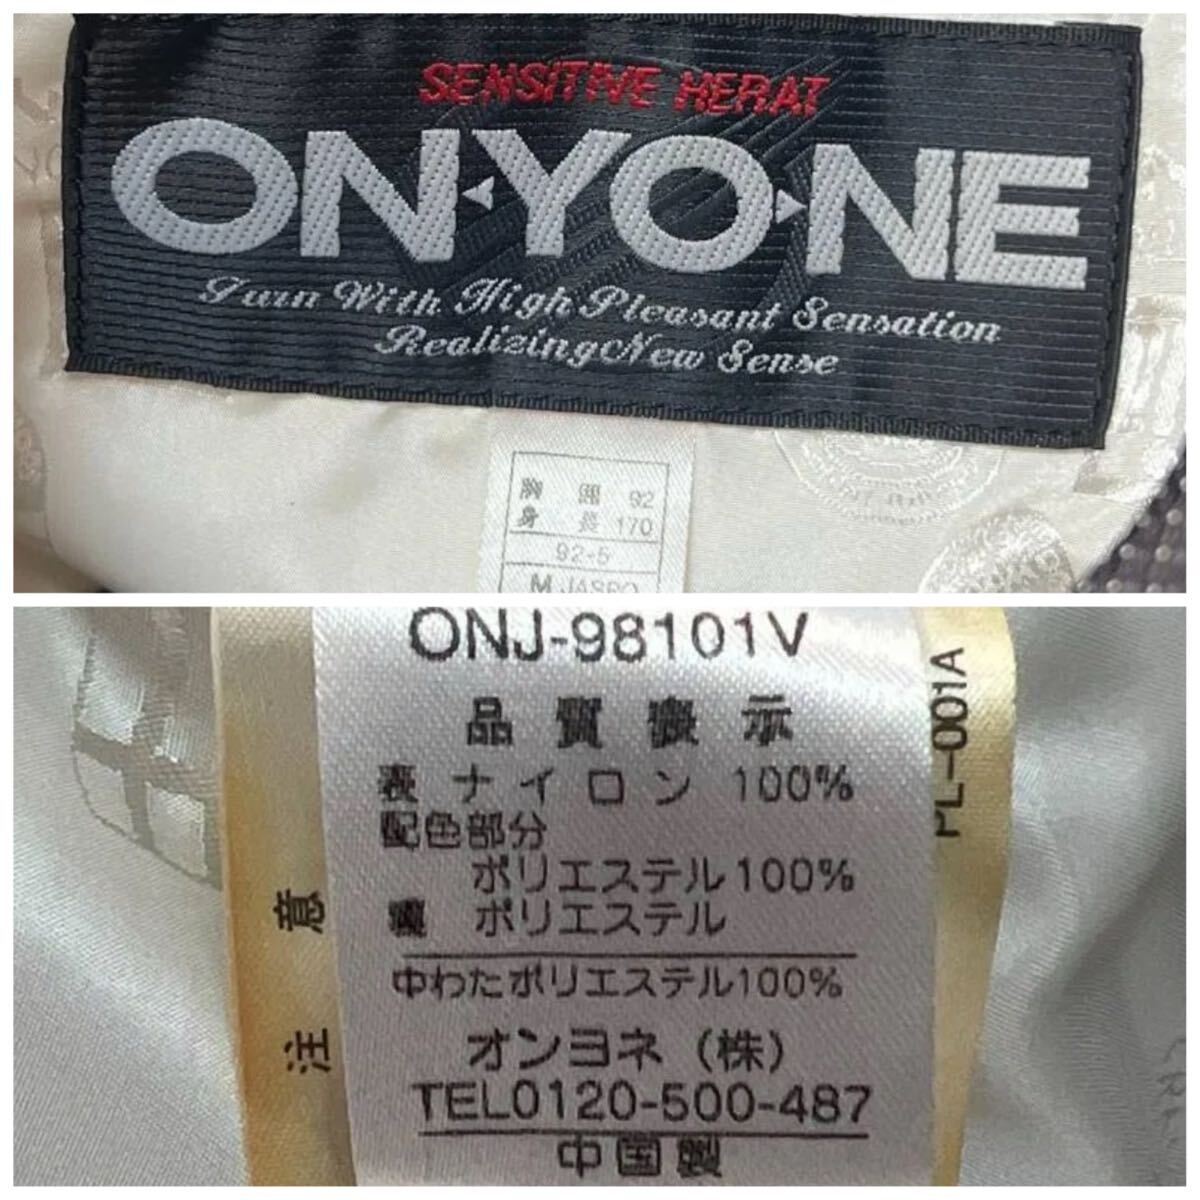 SENSITIVE HERAT
ON◀YO▶NE
Turn With High Pleasant Sensation
Realizing New Sense
胸 囲 92
身 長 170
92-5
M JASPO
ONJ-98101V
品質表示
表 ナイロン 100%
配色部分
ポリエステル100%
裏 ポリエステル
中わたポリエステル100%
オンヨネ(株)
TEL0120-500-487
中国製
注 意
PL-001A